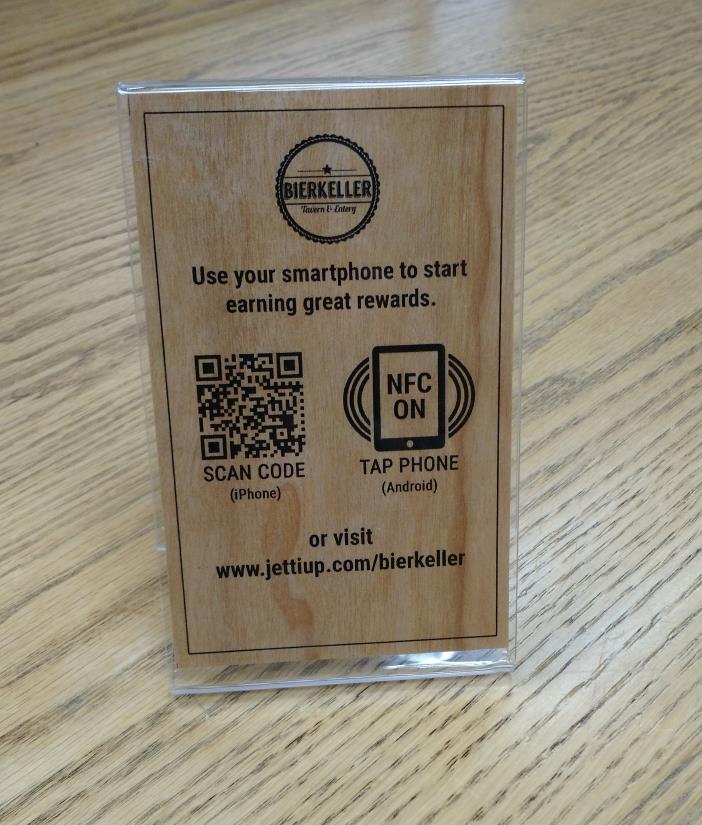 BIERKELLER
Tavern & Eatery
Use your smartphone to start
earning great rewards.
NFC
ON
SCAN CODE
(iPhone)
TAP PHONE
(Android)
or visit
www.jettiup.com/bierkeller